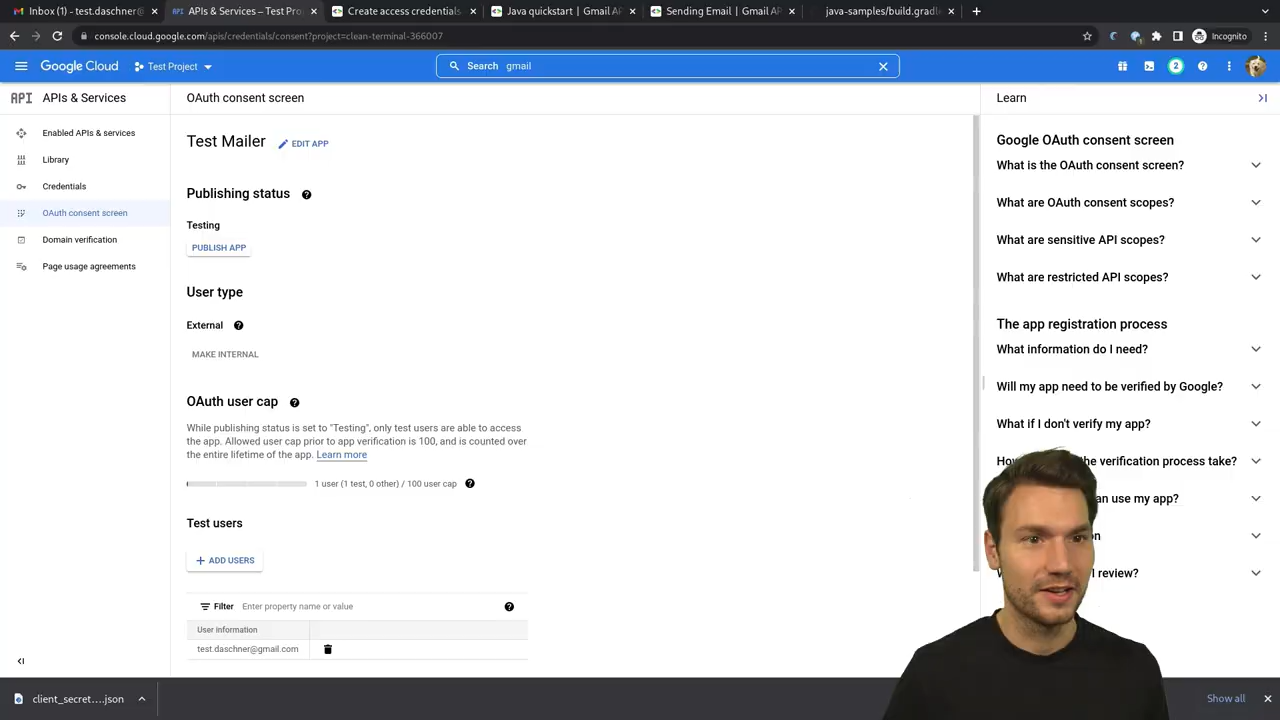 Inbox - test.daschner@
APIs & Services - Test Pro
Create access credentials
Java quickstart | Gmail AP
Sending Email | Gmail AP
java-samples/build.gradle
console.cloud.google.com/apis/credentials/consent?project=clean-terminal-366007
Incognito
Google Cloud
Test Project
Search gmail
2
API APIs & Services
OAuth consent screen
Learn
Enabled APIs & services
Library
Credentials
OAuth consent screen
Domain verification
Page usage agreements
Test Mailer
EDIT APP
Publishing status
Testing
PUBLISH APP
User type
External
MAKE INTERNAL
OAuth user cap
While publishing status is set to "Testing", only test users are able to access
the app. Allowed user cap prior to app verification is 100, and is counted over
the entire lifetime of the app. Learn more
1 user (1 test, 0 other) / 100 user cap
Test users
ADD USERS
Filter Enter property name or value
User information
test.daschner@gmail.com
Google OAuth consent screen
What is the OAuth consent screen?
What are OAuth consent scopes?
What are sensitive API scopes?
What are restricted API scopes?
The app registration process
What information do I need?
Will my app need to be verified by Google?
What if I don't verify my app?
the verification process take?
can use my app?
I review?
client_secret....json
Show all